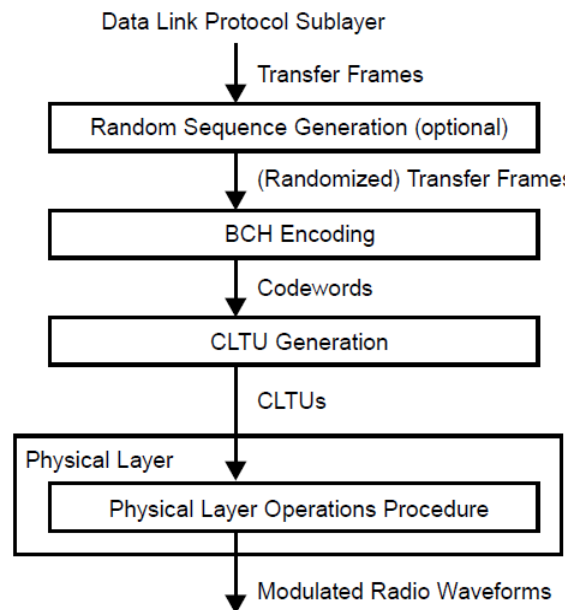 Data Link Protocol Sublayer
Transfer Frames
Random Sequence Generation (optional)
(Randomized) Transfer Frames
BCH Encoding
Codewords
CLTU Generation
CLTUs
Physical Layer
Physical Layer Operations Procedure
Modulated Radio Waveforms